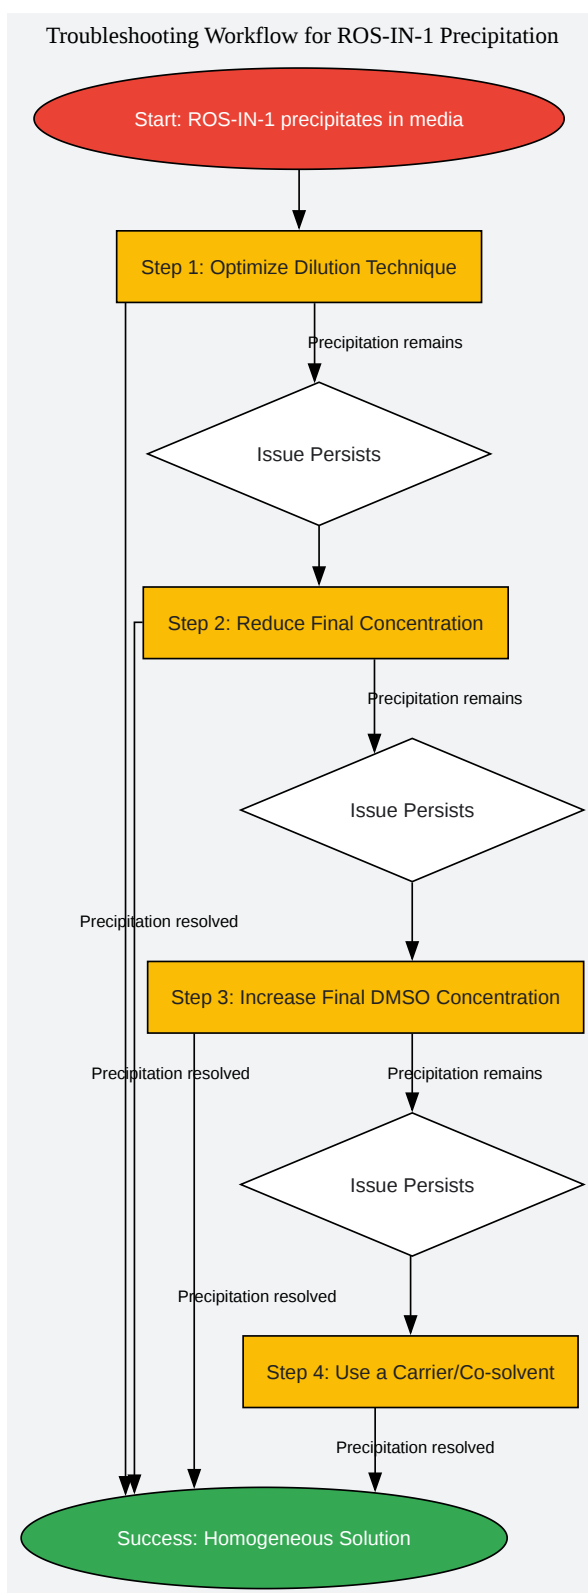 Troubleshooting Workflow for ROS-IN-1 Precipitation
Start: ROS-IN-1 precipitates in media
Step 1: Optimize Dilution Technique
Precipitation remains
Issue Persists
Step 2: Reduce Final Concentration
Precipitation remains
Issue Persists
Precipitation resolved
Step 3: Increase Final DMSO Concentration
Precipitation resolved
Precipitation remains
Issue Persists
Precipitation resolved
Step 4: Use a Carrier/Co-solvent
Precipitation resolved
Success: Homogeneous Solution